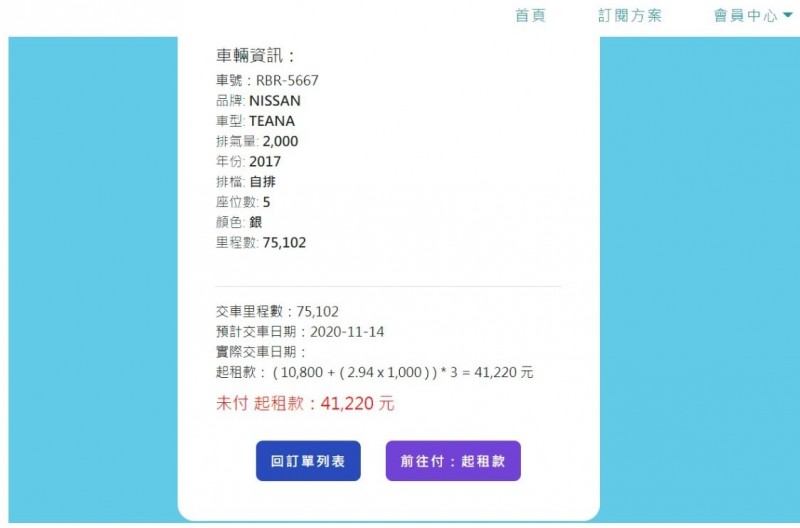 首頁 訂閱方案 會員中心
車輛資訊：
車號：RBR-5667
品牌: NISSAN
車型: TEANA
排氣量: 2,000
年份: 2017
排檔: 自排
座位數: 5
顏色: 銀
里程數: 75,102
交車里程數：75,102
預計交車日期：2020-11-14
實際交車日期：
起租款： ( 10,800 + ( 2.94 x 1,000 ) ) * 3 = 41,220 元
未付 起租款：41,220 元
回訂單列表 前往付：起租款